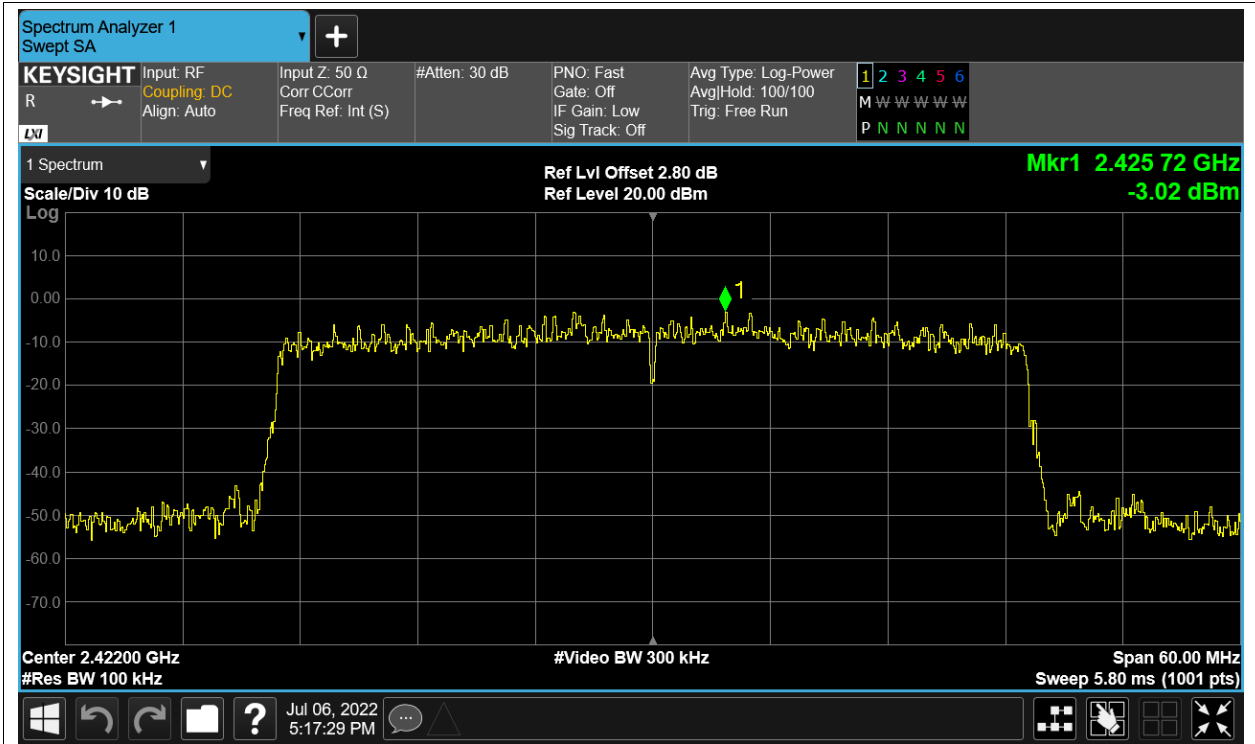 Spectrum Analyzer 1
Swept SA
+
KEYSIGHT
R
LXI
Input: RF
Coupling: DC
Align: Auto
Input Z: 50 Ω
Corr CCorr
Freq Ref: Int (S)
#Atten: 30 dB
PNO: Fast
Gate: Off
IF Gain: Low
Sig Track: Off
Avg Type: Log-Power
Avg|Hold: 100/100
Trig: Free Run
1 2 3 4 5 6
M W W W W W
P N N N N N
1 Spectrum
Scale/Div 10 dB
Log
Ref Lvl Offset 2.80 dB
Ref Level 20.00 dBm
Mkr1 2.425 72 GHz
-3.02 dBm
10.0
0.00
-10.0
-20.0
-30.0
-40.0
-50.0
-60.0
-70.0
1
Center 2.42200 GHz
#Res BW 100 kHz
#Video BW 300 kHz
Span 60.00 MHz
Sweep 5.80 ms (1001 pts)
?
Jul 06, 2022
5:17:29 PM